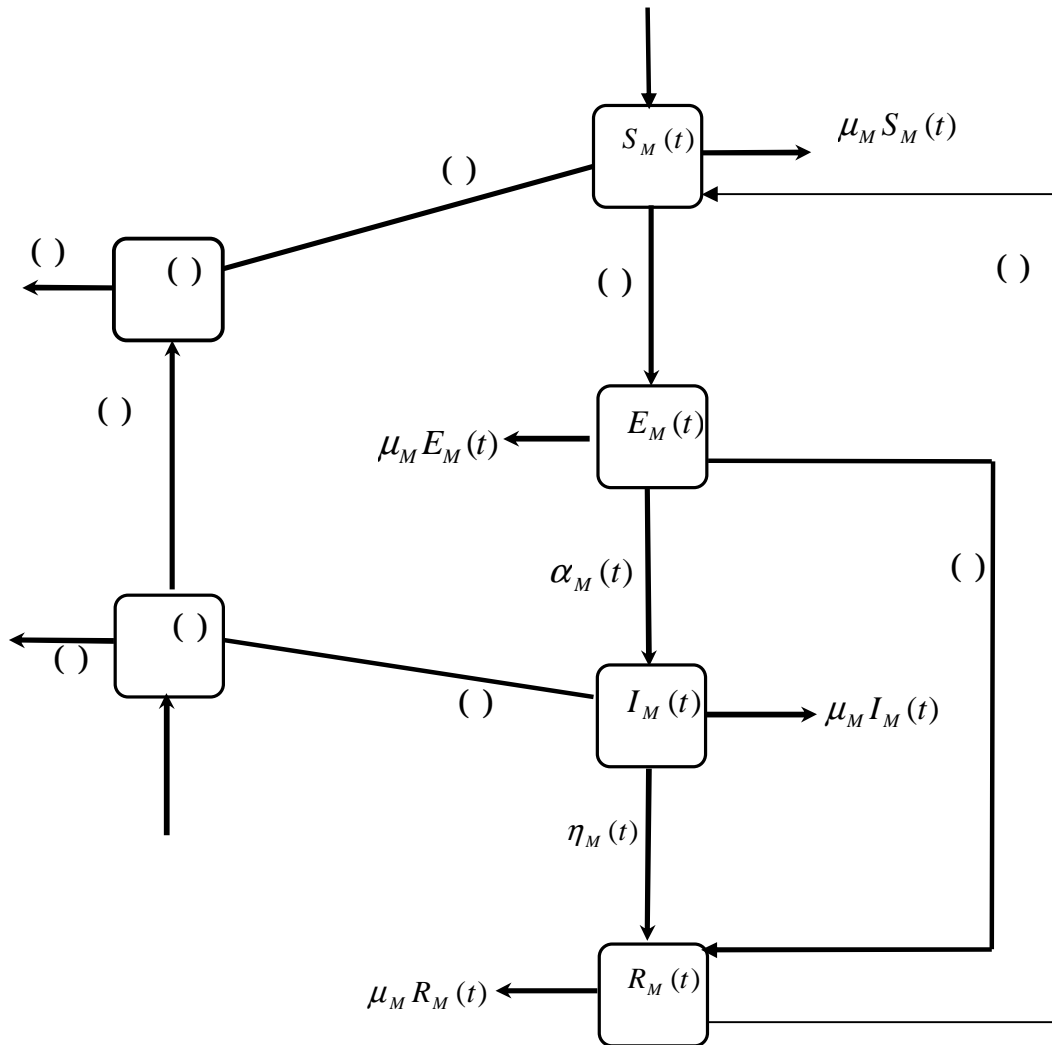 S_M(t)
μ_M S_M(t)
( )
( )
( )
( )
( )
( )
E_M(t)
μ_M E_M(t)
( )
α_M(t)
( )
( )
( )
I_M(t)
μ_M I_M(t)
η_M(t)
R_M(t)
μ_M R_M(t)